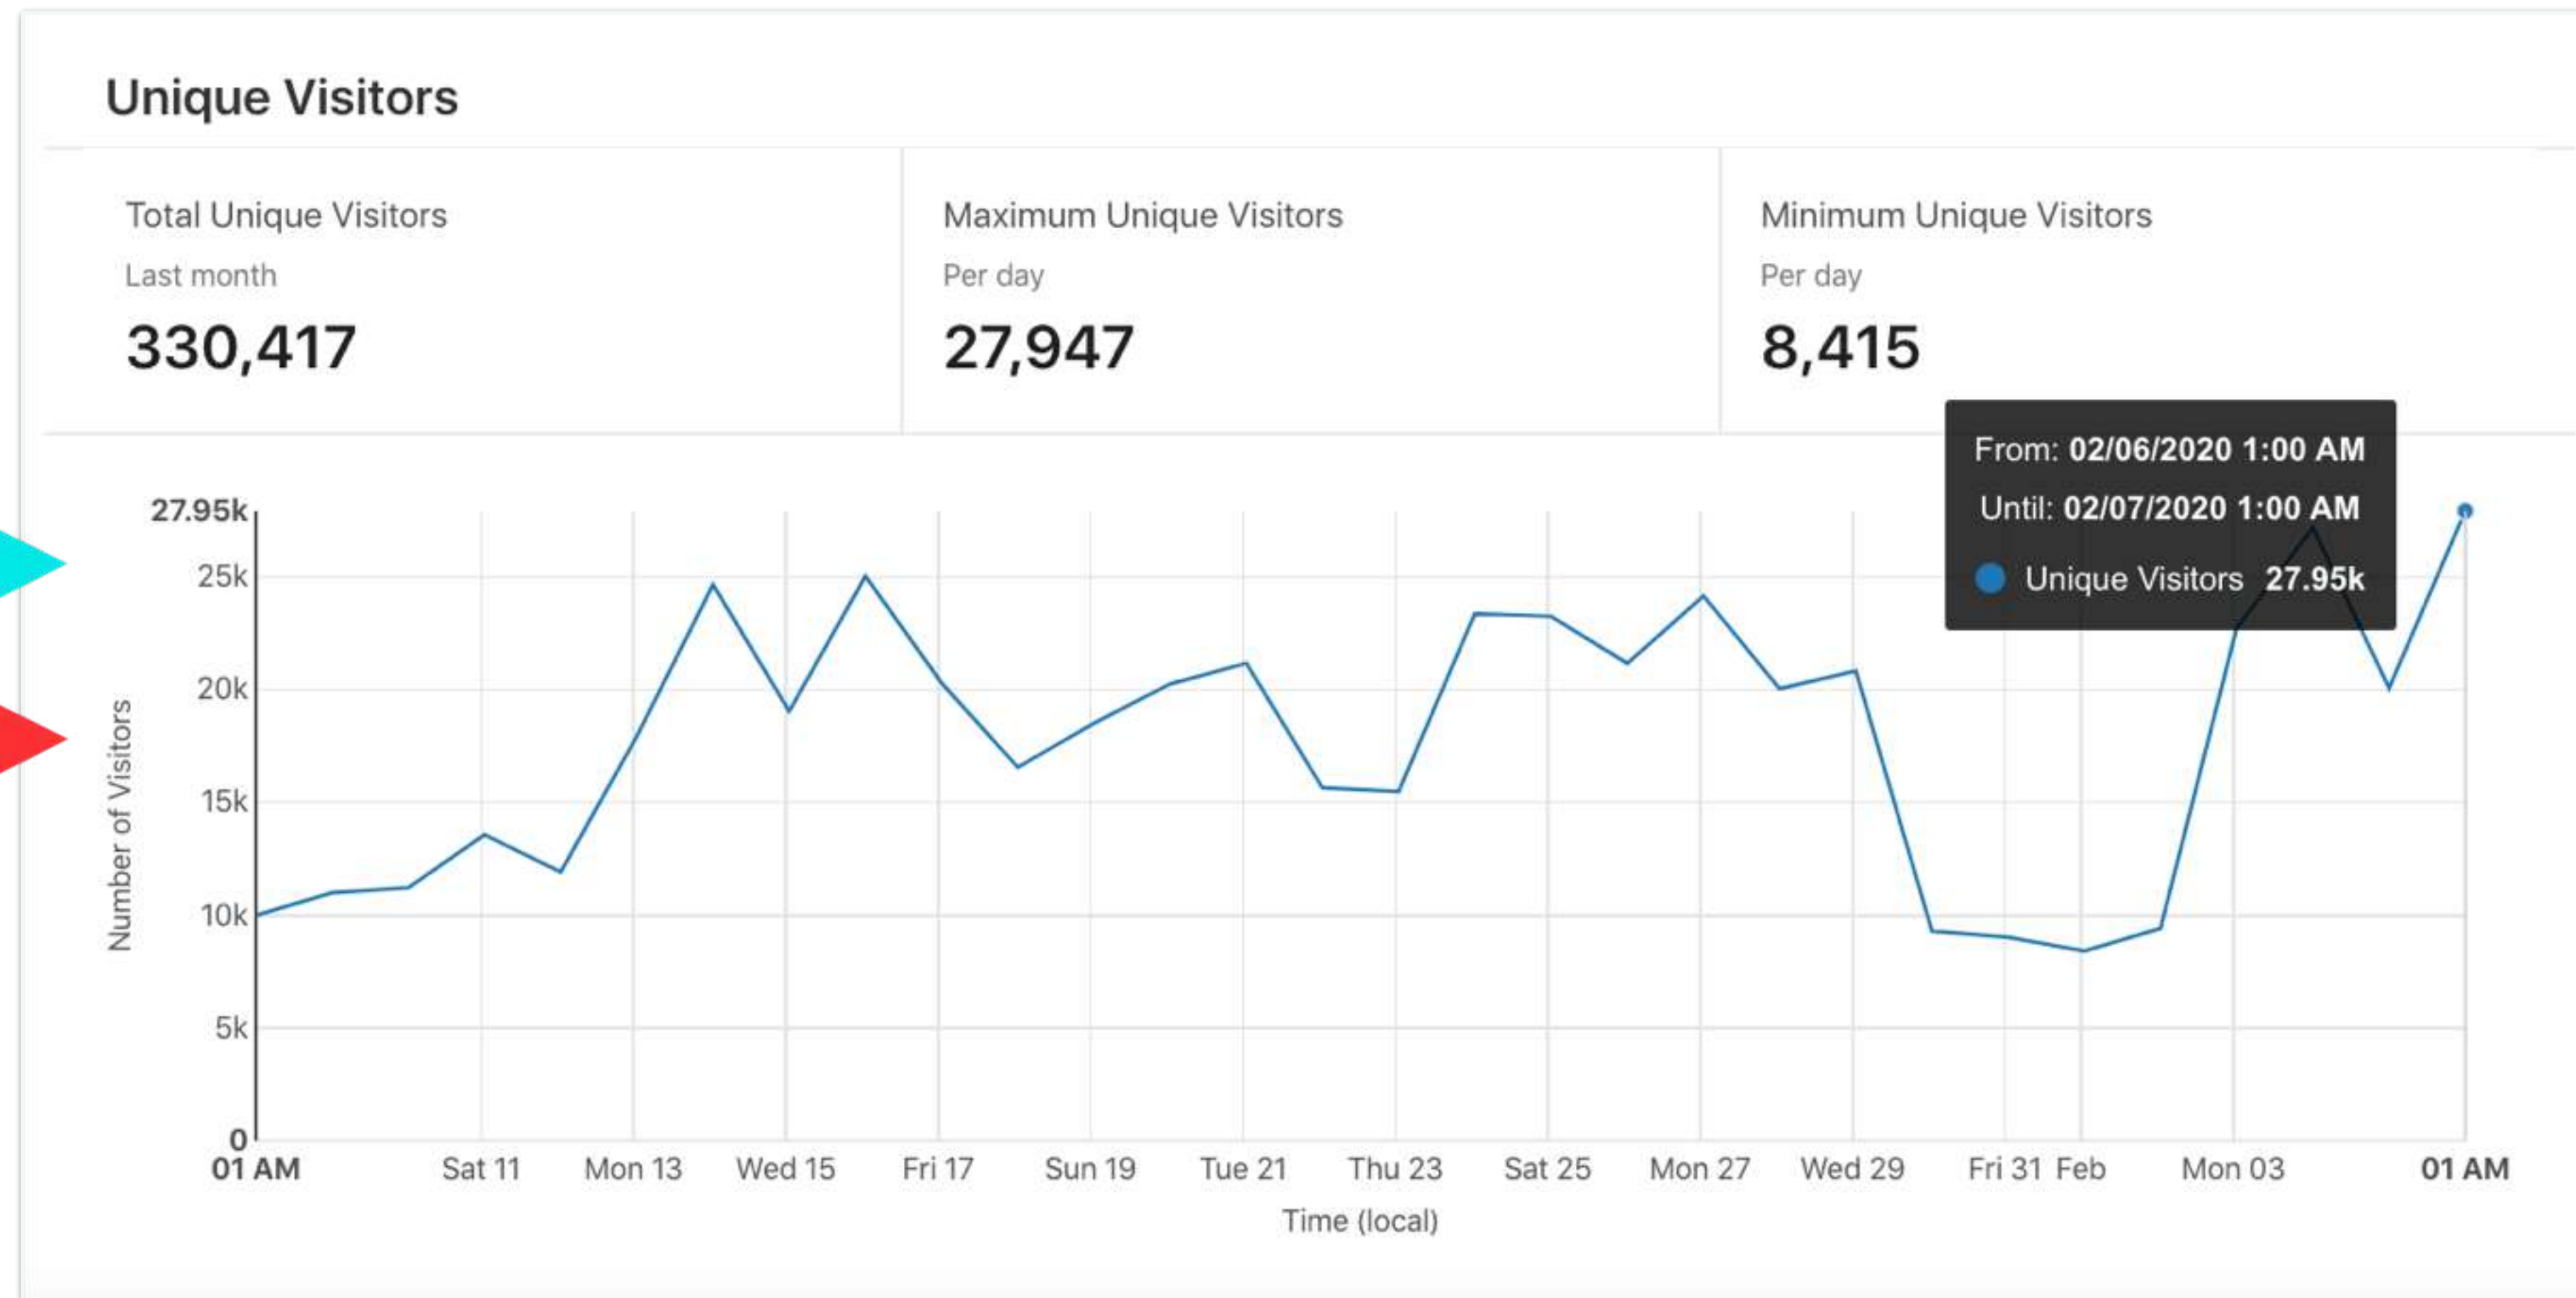 Unique Visitors
Total Unique Visitors
Last month
330,417
Maximum Unique Visitors
Per day
27,947
Minimum Unique Visitors
Per day
8,415
From: 02/06/2020 1:00 AM
Until: 02/07/2020 1:00 AM
Unique Visitors 27.95k
27.95k
25k
20k
15k
10k
5k
0
Number of Visitors
01 AM Sat 11 Mon 13 Wed 15 Fri 17 Sun 19 Tue 21 Thu 23 Sat 25 Mon 27 Wed 29 Fri 31 Feb Mon 03 01 AM
Time (local)